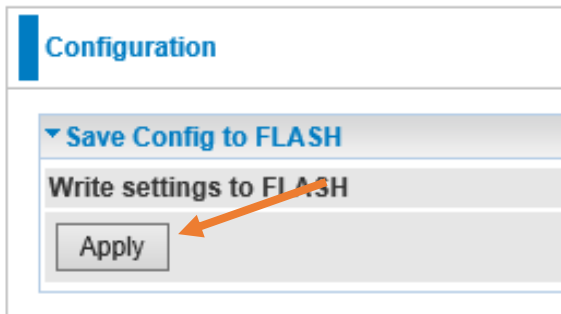 Configuration
Save Config to FLASH
Write settings to FLASH
Apply